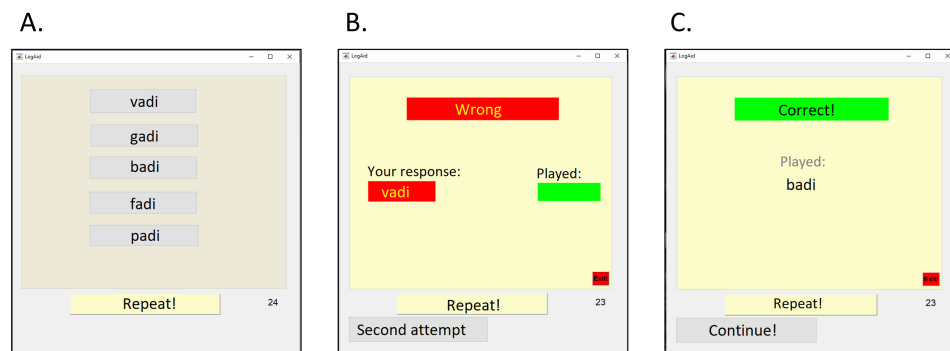 A.
LogAid
vadi
gadi
badi
fadi
padi
Repeat!
24
B.
LogAid
Wrong
Your response:
Played:
vadi
Exit!
Repeat!
23
Second attempt
C.
LogAid
Correct!
Played:
badi
Exit!
Repeat!
23
Continue!